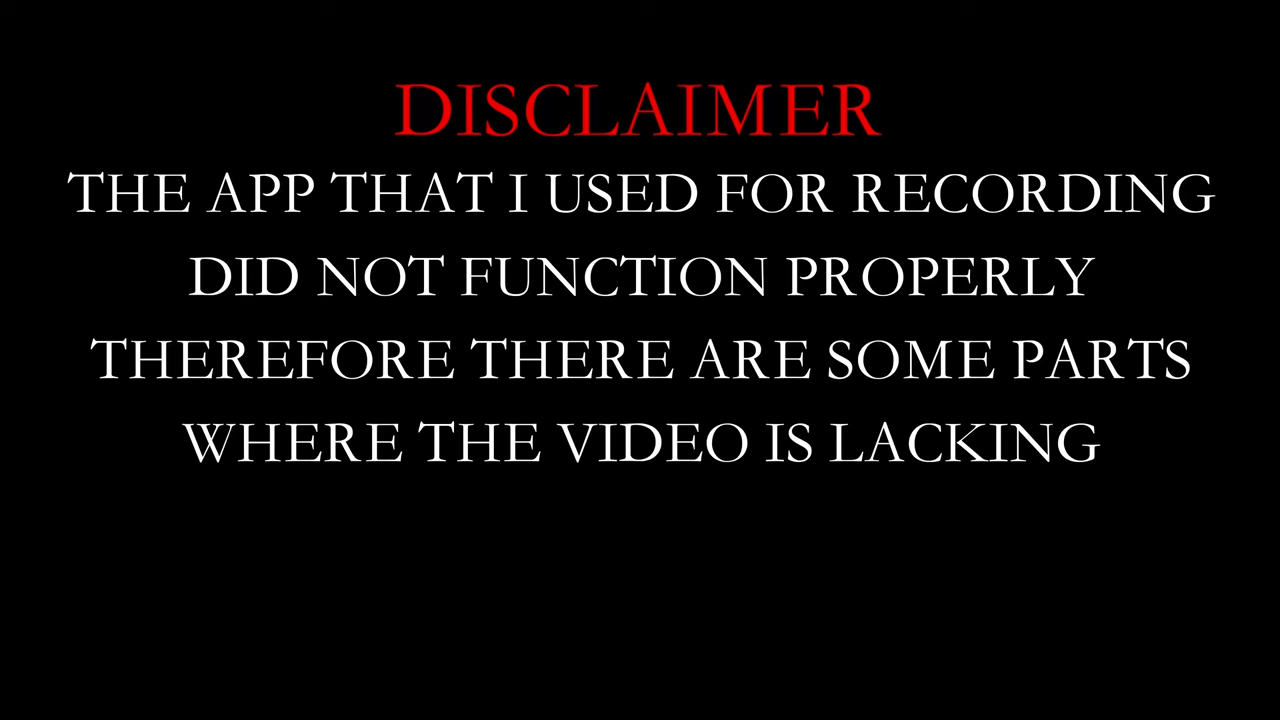 DISCLAIMER
THE APP THAT I USED FOR RECORDING
DID NOT FUNCTION PROPERLY
THEREFORE THERE ARE SOME PARTS
WHERE THE VIDEO IS LACKING